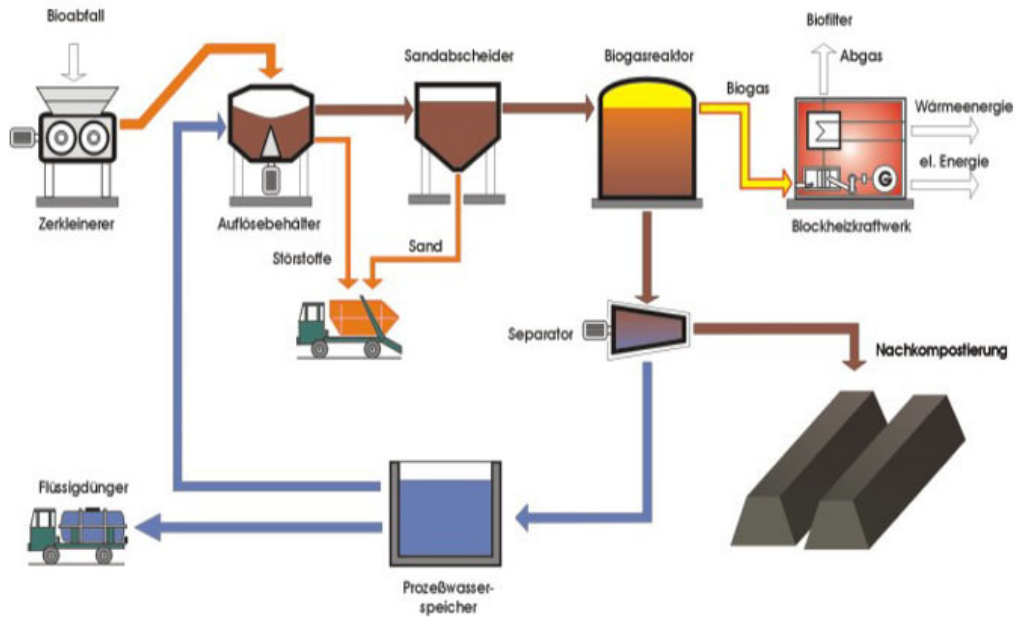 Bioabfall
Biofilter
Sandabscheider
Biogasreaktor
Abgas
Biogas
Wärmeenergie
el. Energie
G
Zerkleinerer
Auflösebehälter
Blockheizkraftwerk
Störstoffe
Sand
Separator
Nachkompostierung
Flüssigdünger
Prozeßwasser-
speicher